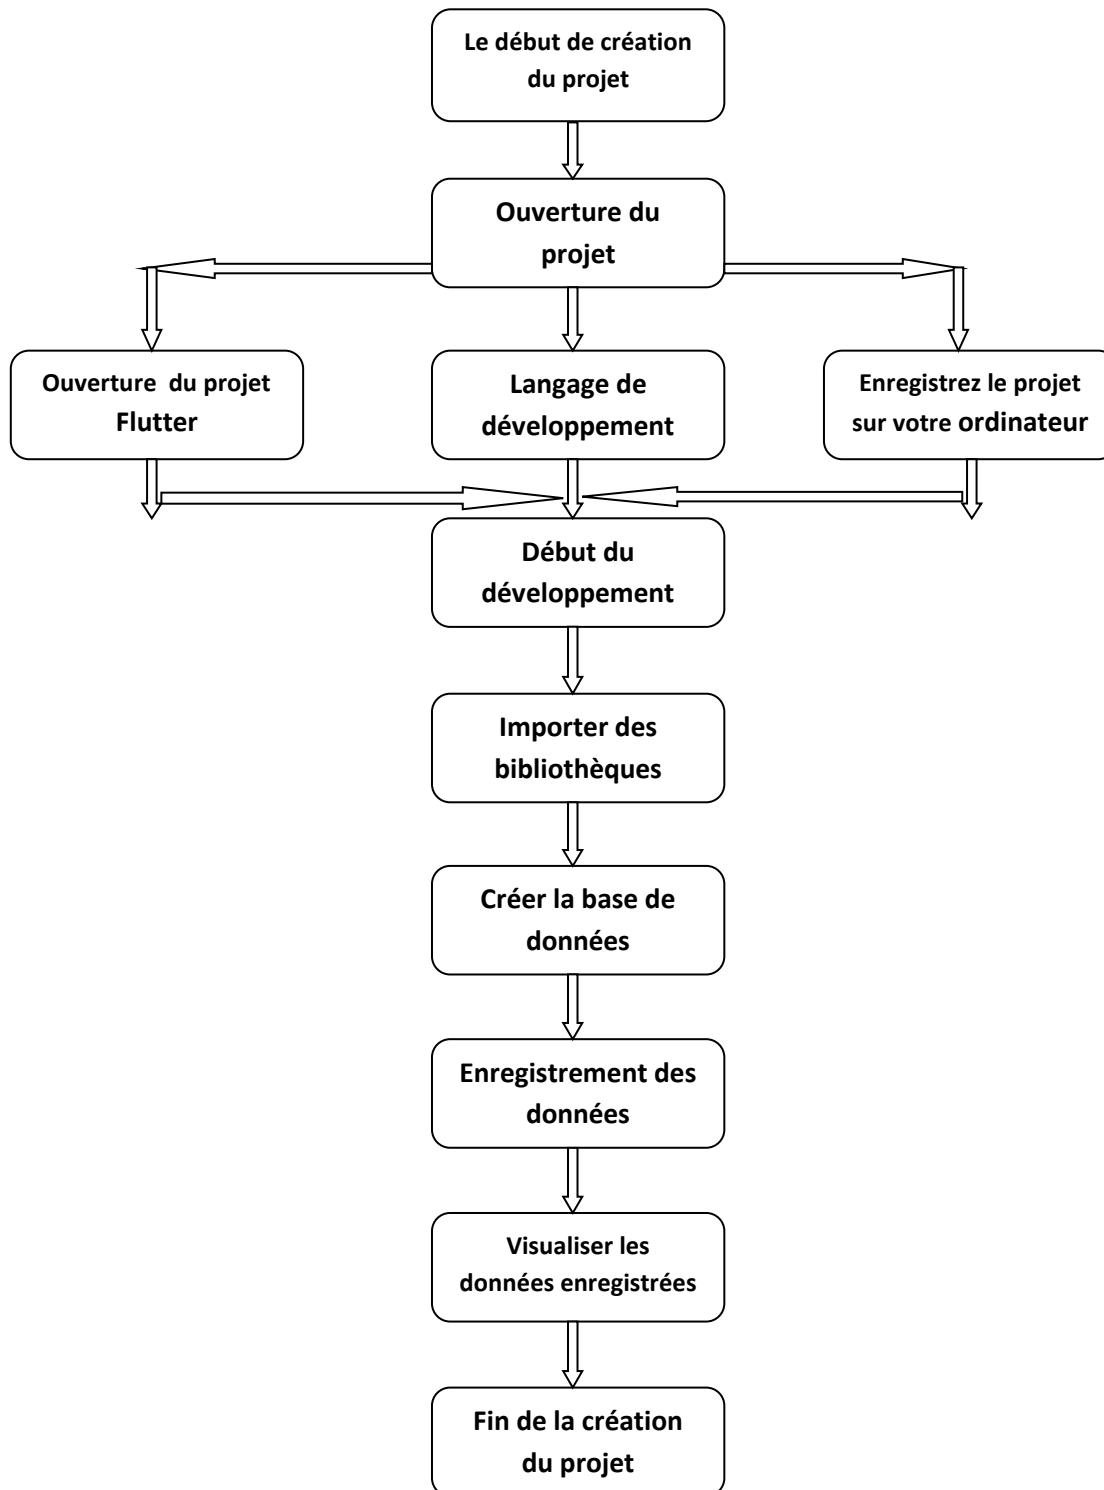 Le début de création
du projet
Ouverture du
projet
Ouverture  du projet
Flutter
Langage de
développement
Enregistrez le projet
sur votre ordinateur
Début du
développement
Importer des
bibliothèques
Créer la base de
données
Enregistrement des
données
Visualiser les
données enregistrées
Fin de la création
du projet